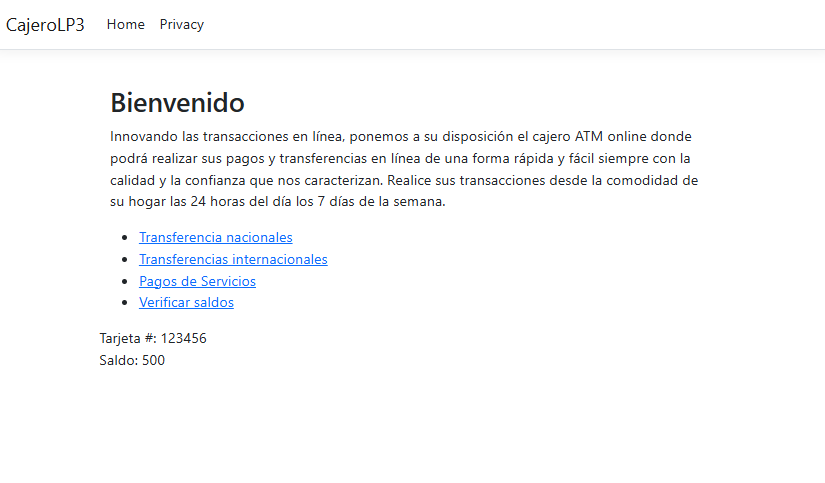 CajeroLP3 Home Privacy
Bienvenido
Innovando las transacciones en línea, ponemos a su disposición el cajero ATM online donde
podrá realizar sus pagos y transferencias en línea de una forma rápida y fácil siempre con la
calidad y la confianza que nos caracterizan. Realice sus transacciones desde la comodidad de
su hogar las 24 horas del día los 7 días de la semana.
Transferencia nacionales
Transferencias internacionales
Pagos de Servicios
Verificar saldos
Tarjeta #: 123456
Saldo: 500